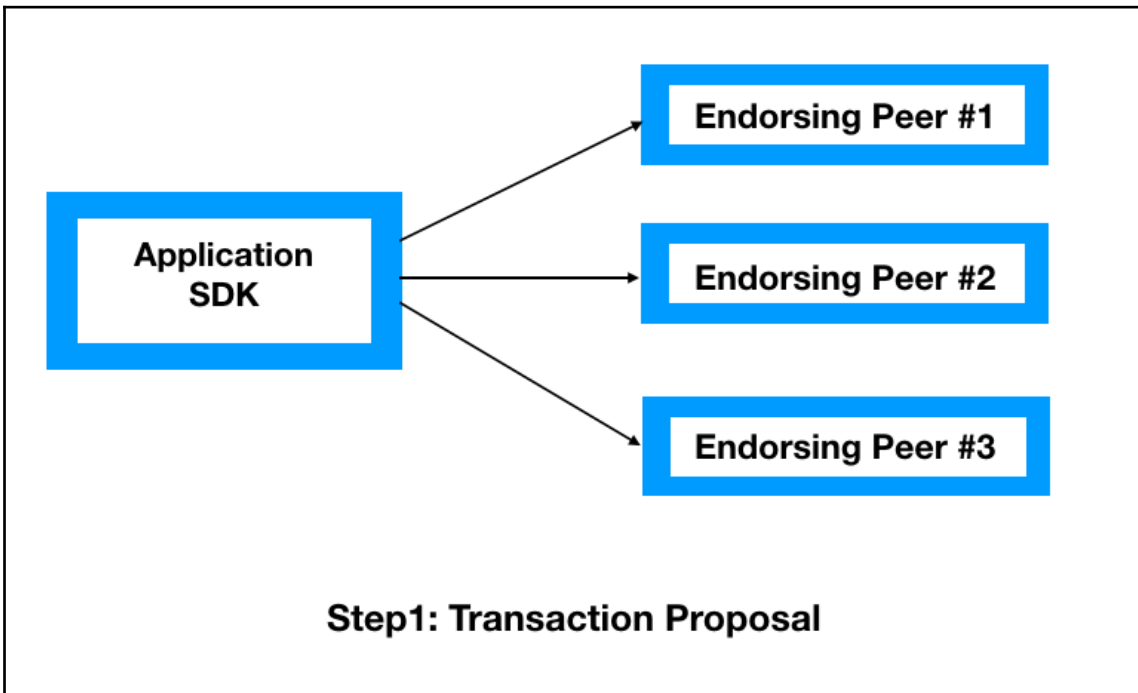 Endorsing Peer #1
Application
SDK
Endorsing Peer #2
Endorsing Peer #3
Step1: Transaction Proposal